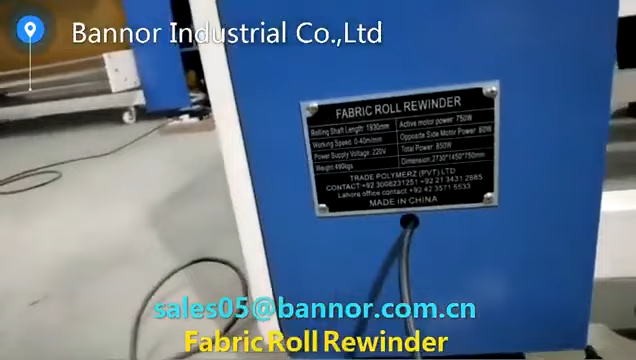 Bannor Industrial Co.,Ltd
FABRIC ROLL REWINDER
Rolling Shaft Length: 1930mm
Active motor power: 750W
Working Speed: 0-40m/min
Opposite Side Motor Power: 60W
Power Supply Voltage: 220V
Total Power: 850W
Weight:490kgs
Dimension:2730*1450*750mm
TRADE POLYMERZ (PVT) LTD
CONTACT:+92 3008231251 +92 21 3431 2885
Lahore office contact +92 42 3571 5533
MADE IN CHINA
sales05@bannor.com.cn
Fabric Roll Rewinder